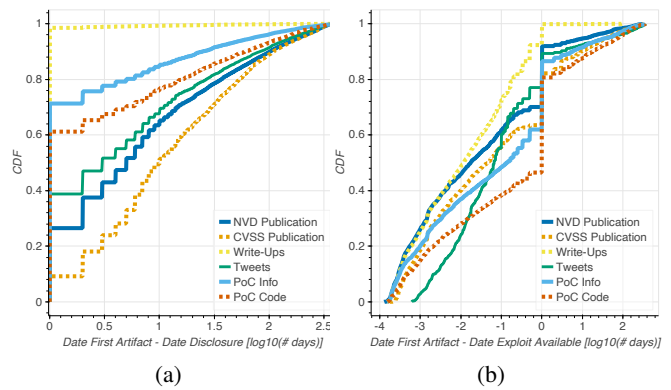 1
0.8
0.6
0.4
0.2
0
CDF
NVD Publication
CVSS Publication
Write-Ups
Tweets
PoC Info
PoC Code
0 0.5 1 1.5 2 2.5
Date First Artifact - Date Disclosure [log10(# days)]
(a)
1
0.8
0.6
0.4
0.2
0
CDF
NVD Publication
CVSS Publication
Write-Ups
Tweets
PoC Info
PoC Code
−4 −3 −2 −1 0 1 2
Date First Artifact - Date Exploit Available [log10(# days)]
(b)